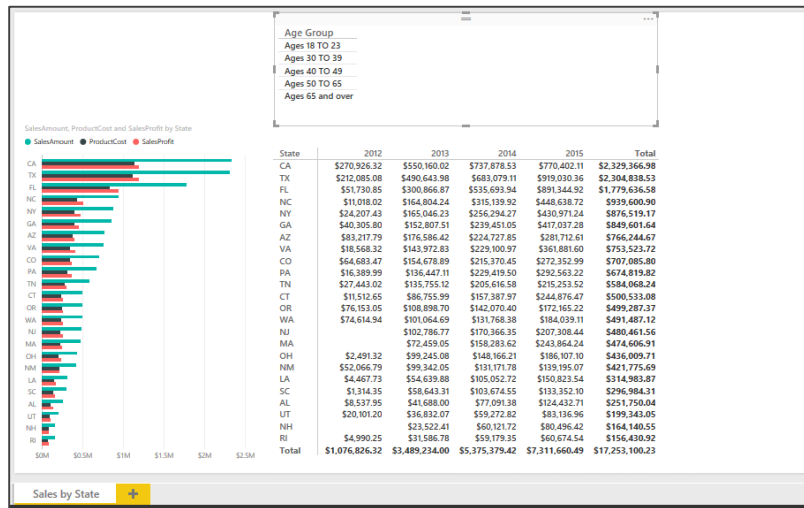 Age Group
Ages 18 TO 23
Ages 30 TO 39
Ages 40 TO 49
Ages 50 TO 65
Ages 65 and over
SalesAmount, ProductCost and SalesProfit by State
SalesAmount ProductCost SalesProfit
CA
TX
FL
NC
NY
GA
AZ
VA
CO
PA
TN
CT
OR
WA
NJ
MA
OH
NM
LA
SC
AL
UT
NH
RI
$0M $0.5M $1M $1.5M $2M $2.5M
State 2012 2013 2014 2015 Total
CA $270,926.32 $550,160.02 $737,878.53 $770,402.11 $2,329,366.98
TX $212,085.08 $490,643.98 $683,079.11 $919,030.36 $2,304,838.53
FL $51,730.85 $300,866.87 $535,693.94 $891,344.92 $1,779,636.58
NC $11,018.02 $164,804.24 $315,139.92 $448,638.72 $939,600.90
NY $24,207.43 $165,046.23 $256,294.27 $430,971.24 $876,519.17
GA $40,305.80 $152,807.51 $239,451.05 $417,037.28 $849,601.64
AZ $83,217.79 $176,586.42 $224,727.85 $281,712.61 $766,244.67
VA $18,568.32 $143,972.83 $229,100.97 $361,881.60 $753,523.72
CO $64,683.47 $154,678.89 $215,370.45 $272,352.99 $707,085.80
PA $16,389.99 $136,447.11 $229,419.50 $292,563.22 $674,819.82
TN $27,443.02 $135,755.12 $205,616.58 $215,253.52 $584,068.24
CT $11,512.65 $86,755.99 $157,387.97 $244,876.47 $500,533.08
OR $76,153.05 $108,898.70 $142,070.40 $172,165.22 $499,287.37
WA $74,614.94 $101,064.69 $131,768.38 $184,039.11 $491,487.12
NJ $102,786.77 $170,366.35 $207,308.44 $480,461.56
MA $72,459.05 $158,283.62 $243,864.24 $474,606.91
OH $2,491.32 $99,245.08 $148,166.21 $186,107.10 $436,009.71
NM $52,066.79 $99,342.05 $131,171.78 $139,195.07 $421,775.69
LA $4,467.73 $54,639.88 $105,052.72 $150,823.54 $314,983.87
SC $1,314.35 $58,643.31 $103,674.55 $133,352.10 $296,984.31
AL $8,537.95 $41,688.00 $77,091.38 $124,432.71 $251,750.04
UT $20,101.20 $36,832.07 $59,272.82 $83,136.96 $199,343.05
NH $23,522.41 $60,121.72 $80,496.42 $164,140.55
RI $4,990.25 $31,586.78 $59,179.35 $60,674.54 $156,430.92
Total $1,076,826.32 $3,489,234.00 $5,375,379.42 $7,311,660.49 $17,253,100.23
Sales by State +